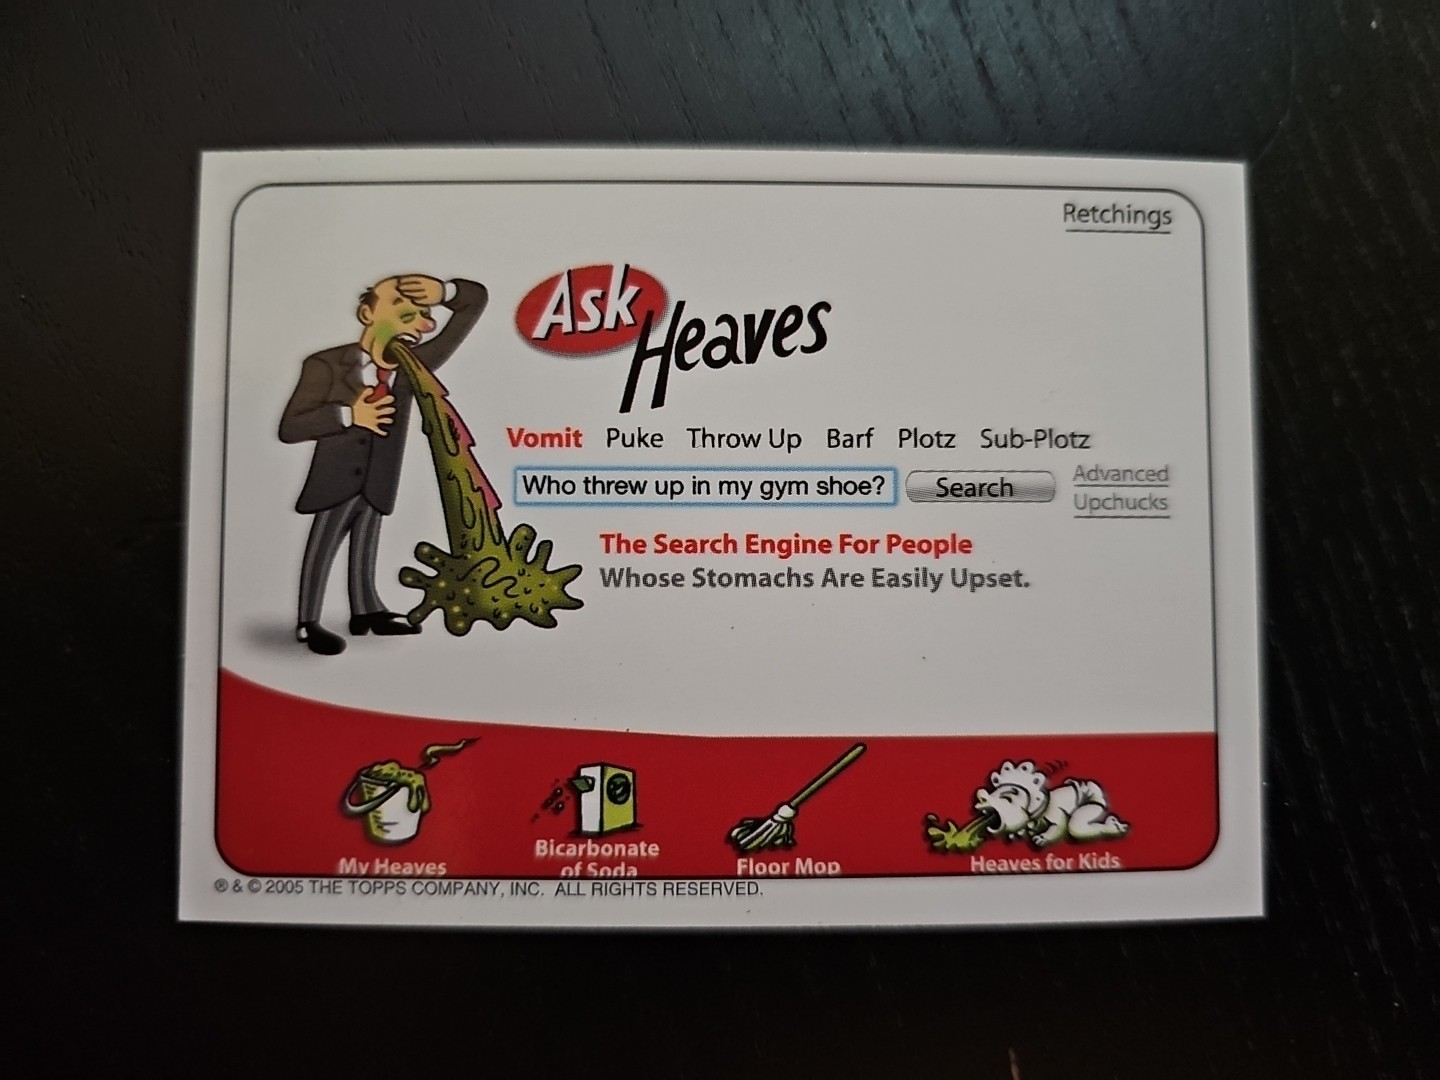 Retchings
Ask
Heaves
Vomit Puke Throw Up Barf Plotz Sub-Plotz
Who threw up in my gym shoe? Search Advanced
Upchucks
The Search Engine For People
Whose Stomachs Are Easily Upset.
My Heaves
Bicarbonate
of Soda
Floor Mop
Heaves for Kids
® & © 2005 THE TOPPS COMPANY, INC. ALL RIGHTS RESERVED.